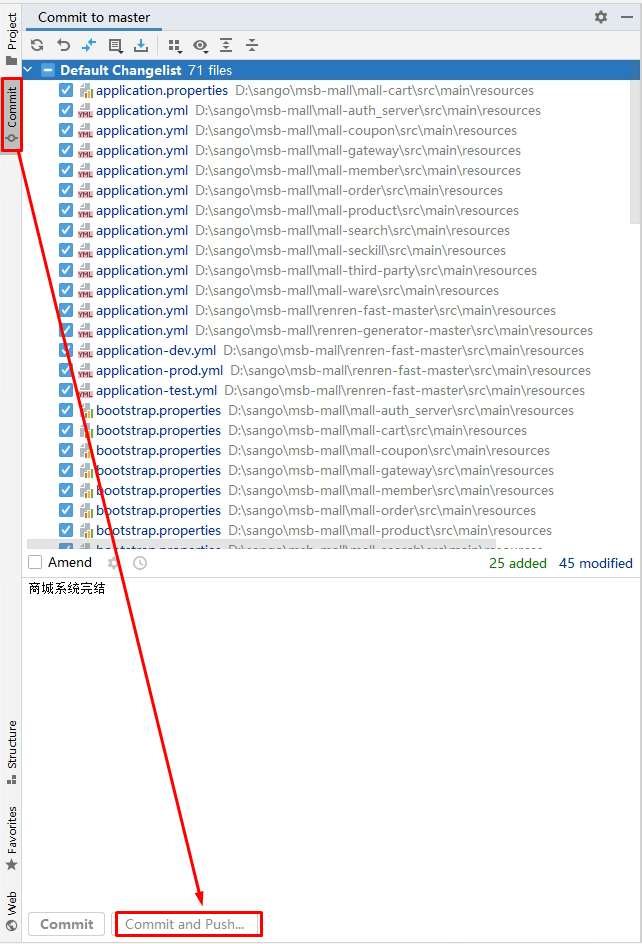 Commit to master
Project
Commit
Default Changelist 71 files
application.properties D:\sango\msb-mall\mall-cart\src\main\resources
application.yml D:\sango\msb-mall\mall-auth_server\src\main\resources
application.yml D:\sango\msb-mall\mall-coupon\src\main\resources
application.yml D:\sango\msb-mall\mall-gateway\src\main\resources
application.yml D:\sango\msb-mall\mall-member\src\main\resources
application.yml D:\sango\msb-mall\mall-order\src\main\resources
application.yml D:\sango\msb-mall\mall-product\src\main\resources
application.yml D:\sango\msb-mall\mall-search\src\main\resources
application.yml D:\sango\msb-mall\mall-seckill\src\main\resources
application.yml D:\sango\msb-mall\mall-third-party\src\main\resources
application.yml D:\sango\msb-mall\mall-ware\src\main\resources
application.yml D:\sango\msb-mall\renren-fast-master\src\main\resources
application.yml D:\sango\msb-mall\renren-generator-master\src\main\resources
application-dev.yml D:\sango\msb-mall\renren-fast-master\src\main\resources
application-prod.yml D:\sango\msb-mall\renren-fast-master\src\main\resources
application-test.yml D:\sango\msb-mall\renren-fast-master\src\main\resources
bootstrap.properties D:\sango\msb-mall\mall-auth_server\src\main\resources
bootstrap.properties D:\sango\msb-mall\mall-cart\src\main\resources
bootstrap.properties D:\sango\msb-mall\mall-coupon\src\main\resources
bootstrap.properties D:\sango\msb-mall\mall-gateway\src\main\resources
bootstrap.properties D:\sango\msb-mall\mall-member\src\main\resources
bootstrap.properties D:\sango\msb-mall\mall-order\src\main\resources
bootstrap.properties D:\sango\msb-mall\mall-product\src\main\resources
Amend 25 added 45 modified
商城系统完结
Structure
Favorites
Web
Commit Commit and Push...